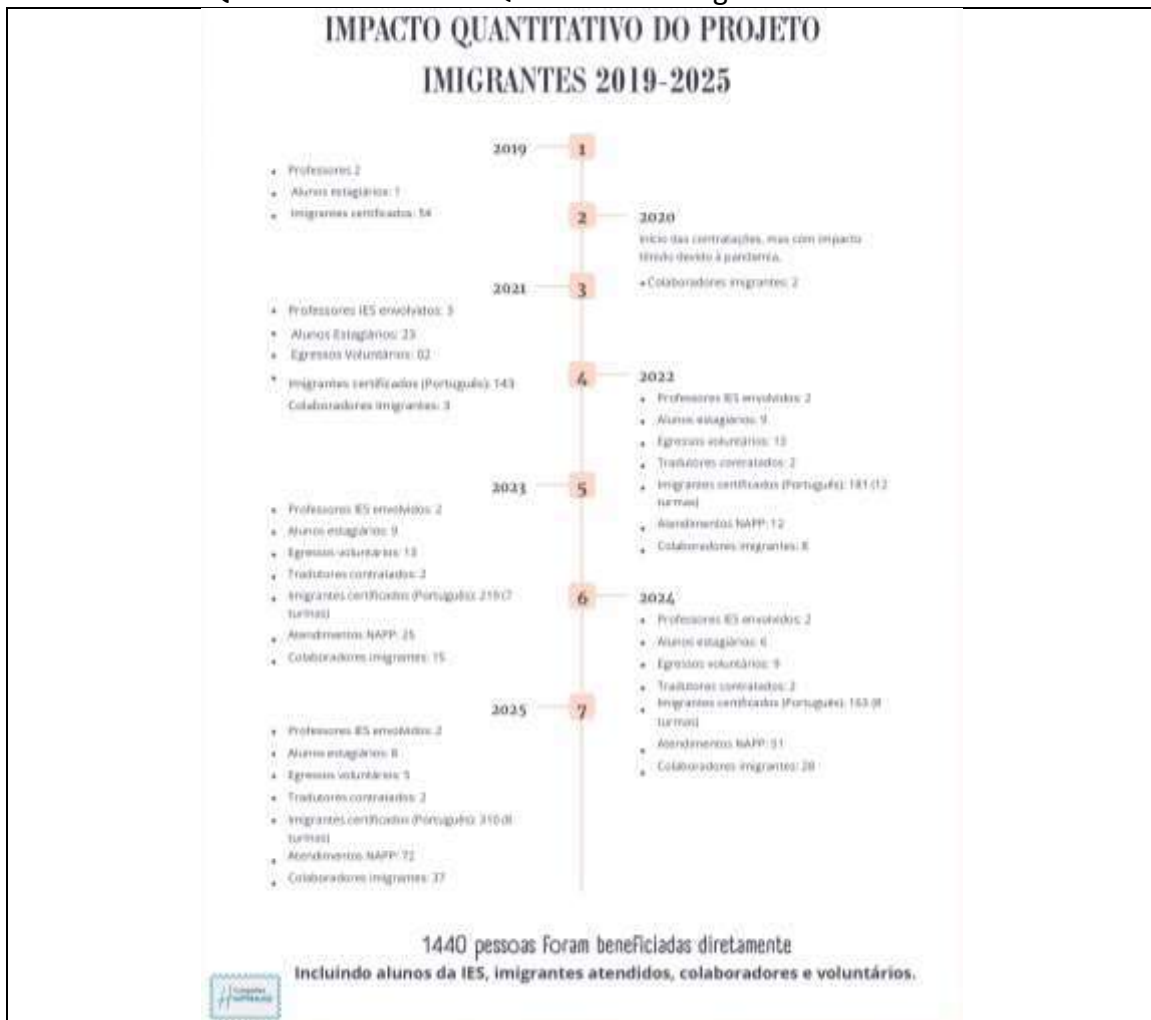 IMPACTO QUANTITATIVO DO PROJETO
IMIGRANTES 2019-2025
2019
1
Professores 2
Alunos estagiários: 1
Imigrantes certificados: 54
2
2020
Início das contratações, mas com impacto
tímido devido à pandemia.
Colaboradores imigrantes: 2
2021
3
Professores IES envolvidos: 3
Alunos Estagiários: 23
Egressos Voluntários: 02
Imigrantes certificados (Português): 143
Colaboradores Imigrantes: 3
4
2022
Professores IES envolvidos: 2
Alunos estagiários: 9
Egressos voluntários: 13
Tradutores contratados: 2
Imigrantes certificados (Português): 181 (12
turmas)
Atendimentos NAPP: 12
Colaboradores imigrantes: 8
2023
5
Professores IES envolvidos: 2
Alunos estagiários: 9
Egressos voluntários: 13
Tradutores contratados: 2
Imigrantes certificados (Português): 219 (7
turmas)
Atendimentos NAPP: 25
Colaboradores imigrantes: 15
6
2024
Professores IES envolvidos: 2
Alunos estagiários: 6
Egressos voluntários: 9
Tradutores contratados: 2
Imigrantes certificados (Português): 163 (8
turmas)
Atendimentos NAPP: 51
Colaboradores imigrantes: 28
2025
7
Professores IES envolvidos: 2
Alunos estagiários: 8
Egressos voluntários: 5
Tradutores contratados: 2
Imigrantes certificados (Português): 310 (8
turmas)
Atendimentos NAPP: 72
Colaboradores imigrantes: 37
1440 pessoas foram beneficiadas diretamente
Incluindo alunos da IES, imigrantes atendidos, colaboradores e voluntários.